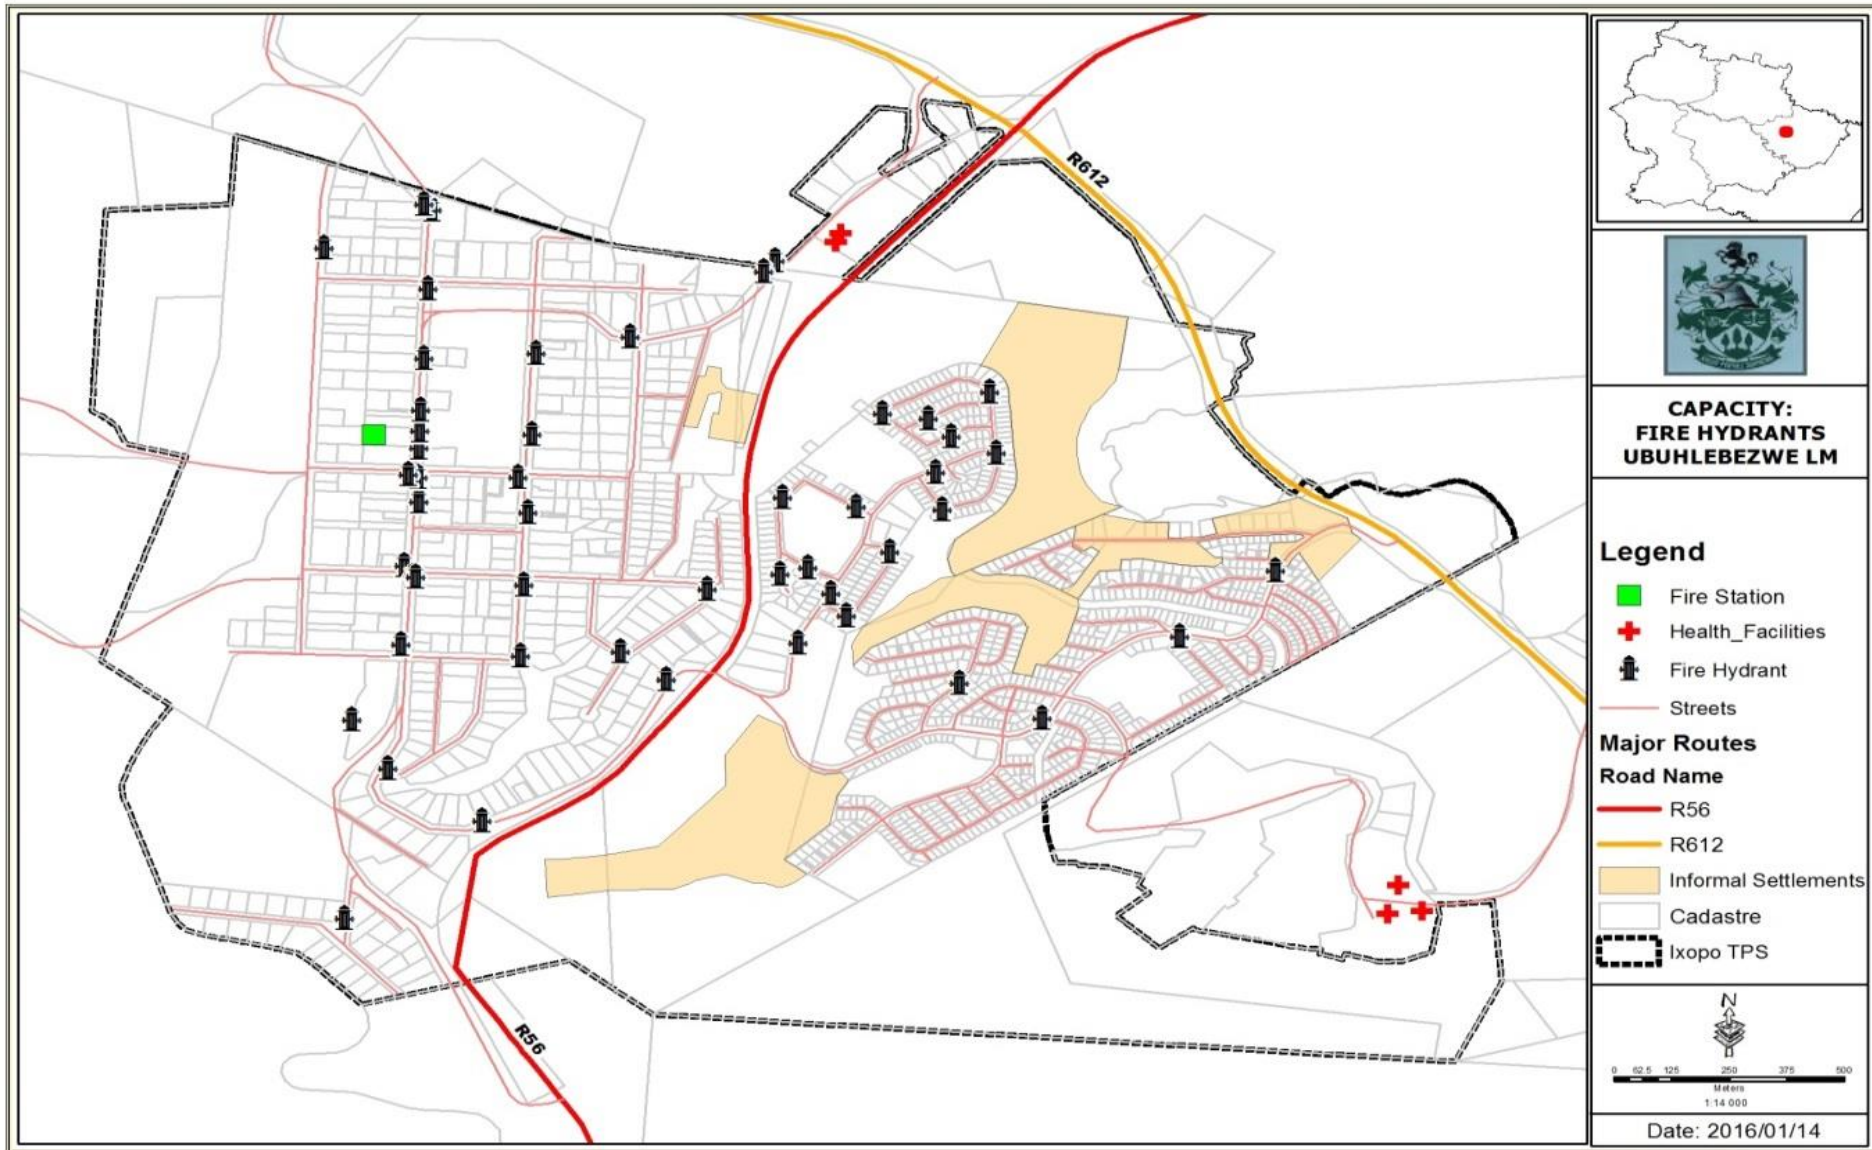 R612
R56
CAPACITY:
FIRE HYDRANTS
UBUHLEBEZWE LM
Legend
Fire Station
Health_Facilities
Fire Hydrant
Streets
Major Routes
Road Name
R56
R612
Informal Settlements
Cadastre
Ixopo TPS
N
0 62.5 125 250 375 500
Meters
1:14 000
Date: 2016/01/14